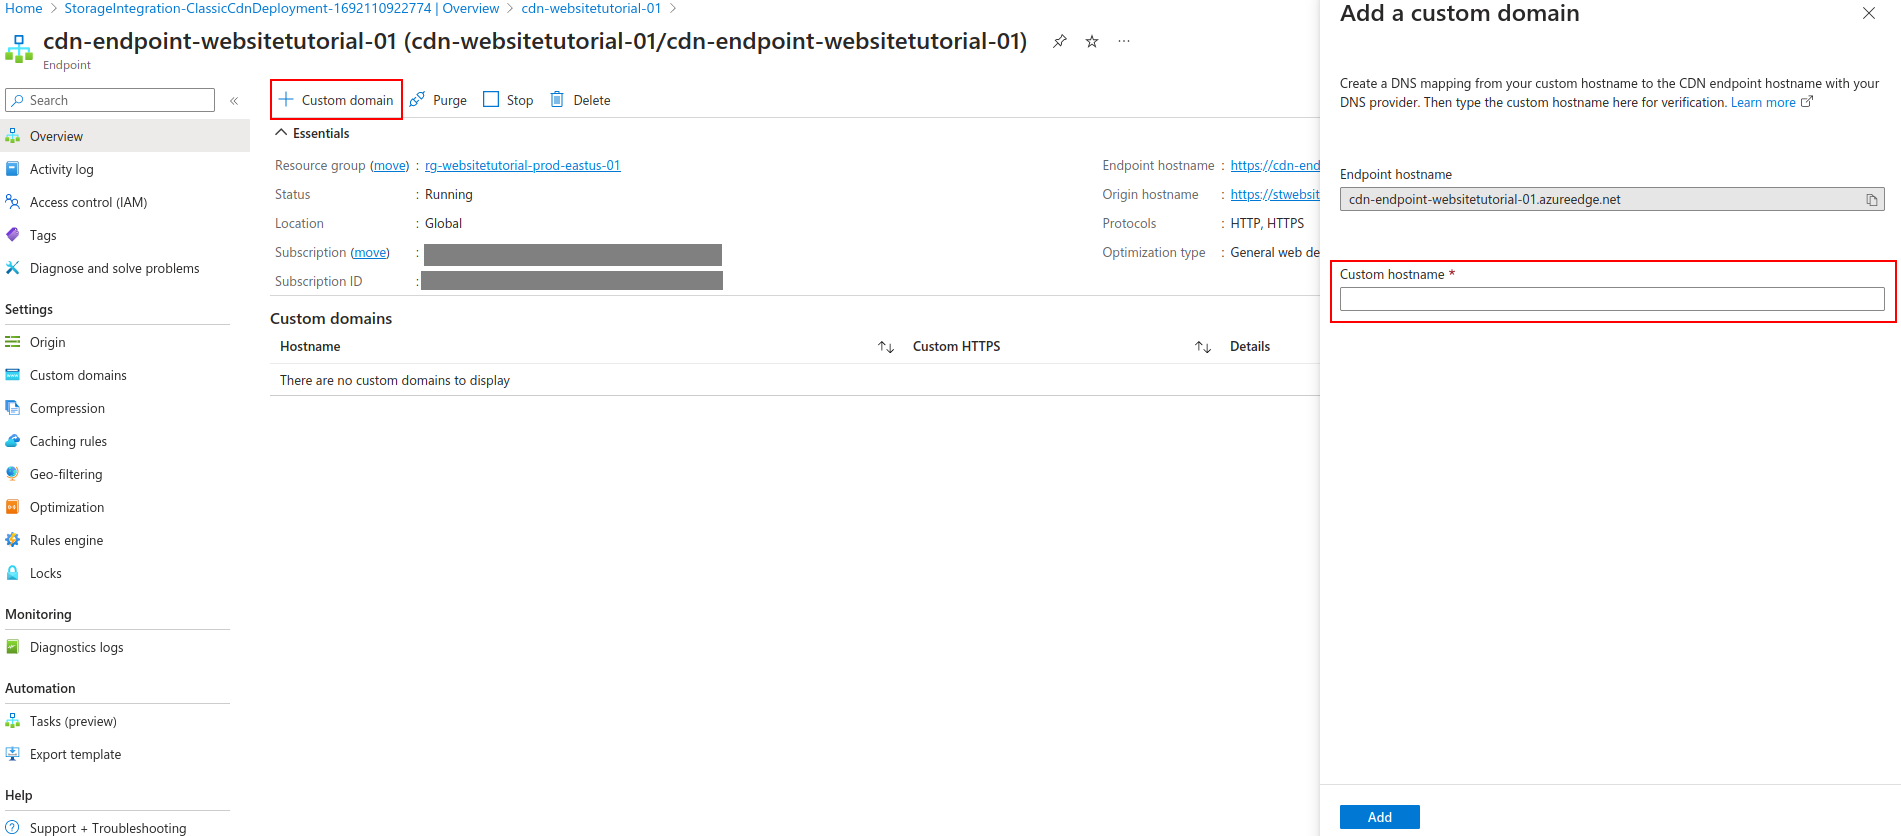 Home > StorageIntegration-ClassicCdnDeployment-1692110922774 | Overview > cdn-websitetutorial-01 >
cdn-endpoint-websitetutorial-01 (cdn-websitetutorial-01/cdn-endpoint-websitetutorial-01)
Endpoint
Search
Overview
Activity log
Access control (IAM)
Tags
Diagnose and solve problems
Settings
Origin
Custom domains
Compression
Caching rules
Geo-filtering
Optimization
Rules engine
Locks
Monitoring
Diagnostics logs
Automation
Tasks (preview)
Export template
Help
Support + Troubleshooting
Custom domain Purge Stop Delete
Essentials
Resource group (move) : rg-websitetutorial-prod-eastus-01
Status : Running
Location : Global
Subscription (move) :
Subscription ID :
Endpoint hostname : https://cdn-end
Origin hostname : https://stwebsit
Protocols : HTTP, HTTPS
Optimization type : General web de
Custom domains
Hostname Custom HTTPS Details
There are no custom domains to display
Add a custom domain
Create a DNS mapping from your custom hostname to the CDN endpoint hostname with your
DNS provider. Then type the custom hostname here for verification. Learn more
Endpoint hostname
cdn-endpoint-websitetutorial-01.azureedge.net
Custom hostname *
Add